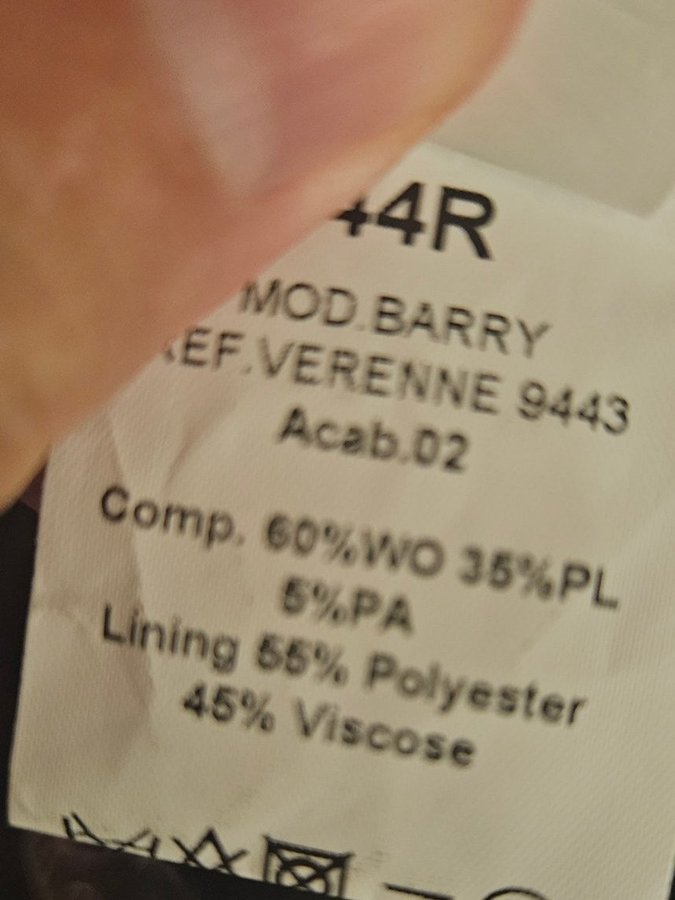 44R
MOD.BARRY
REF.VERENNE 9443
Acab.02
Comp. 60%WO 35%PL
5%PA
Lining 55% Polyester
45% Viscose